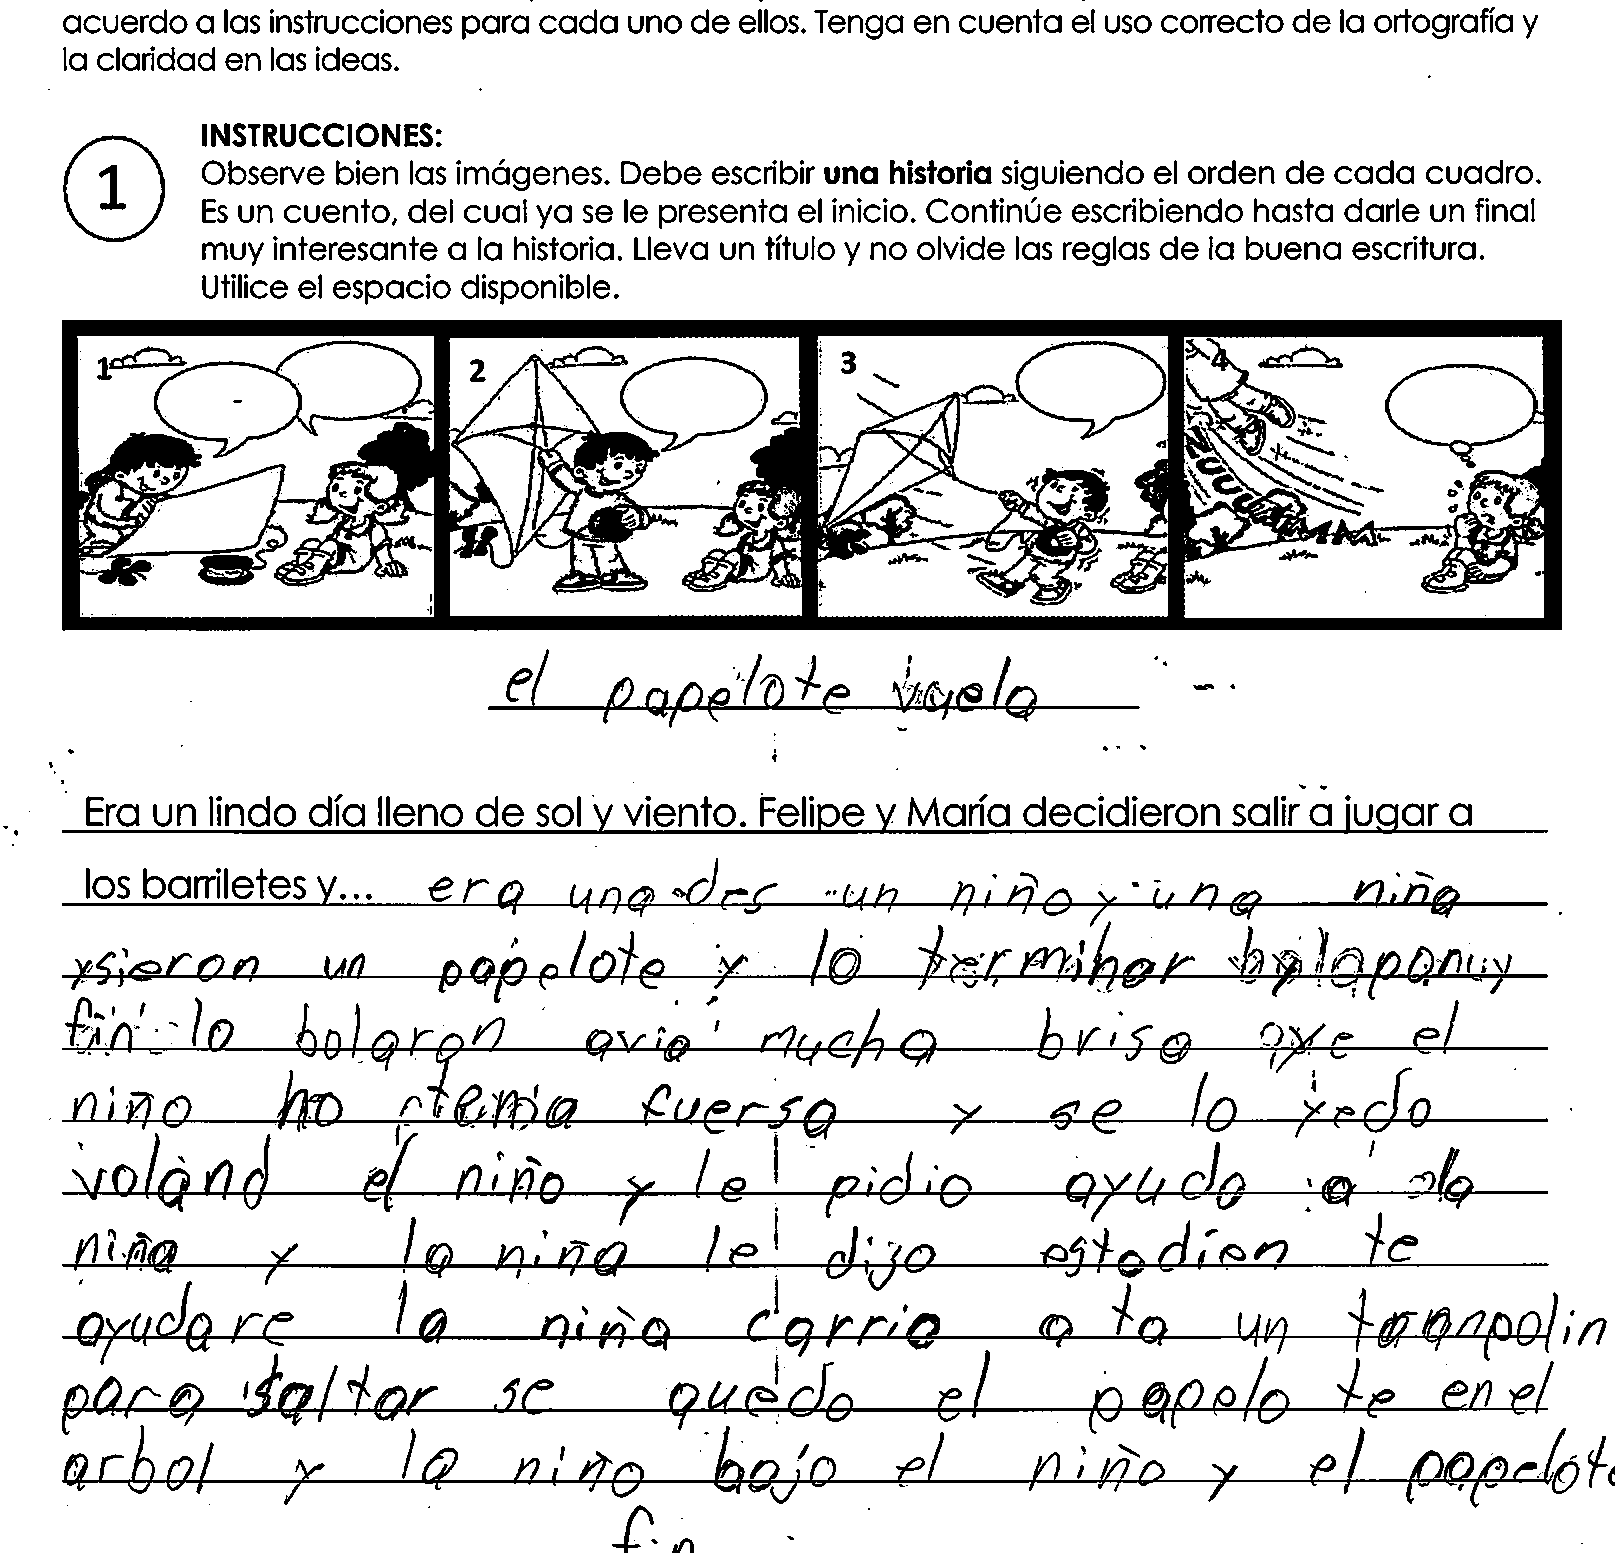 acuerdo a las instrucciones para cada uno de ellos. Tenga en cuenta el uso correcto de la ortografía y
la claridad en las ideas.
1
INSTRUCCIONES:
Observe bien las imágenes. Debe escribir una historia siguiendo el orden de cada cuadro.
Es un cuento, del cual ya se le presenta el inicio. Continúe escribiendo hasta darle un final
muy interesante a la historia. Lleva un título y no olvide las reglas de la buena escritura.
Utilice el espacio disponible.
1 2 3 4
el papelote vuela
Era un lindo día lleno de sol y viento. Felipe y María decidieron salir a jugar a
los barriletes y... era una des un niño y una niña
ysieron un papelote y lo
fin lo bolaron avia mucha brisa que el
niño no tenia fuersa y se lo yedo
voland el niño y le pidio ayuda a la
niña y la niña le dijo estadien te
ayudare la niña carrio a ta un
para saltar se quedo el papelo te en el
arbol y la niño bajo el niño y el papelote
fin